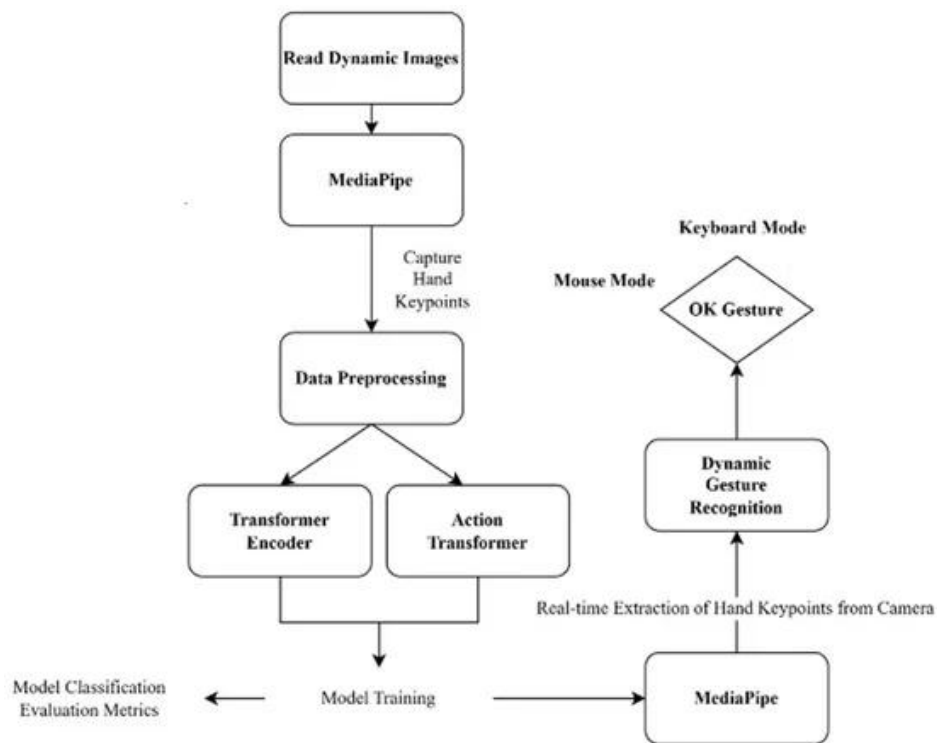 Read Dynamic Images
MediaPipe
Capture
Hand
Keypoints
Keyboard Mode
Mouse Mode
OK Gesture
Data Preprocessing
Dynamic
Gesture
Recognition
Transformer
Encoder
Action
Transformer
Real-time Extraction of Hand Keypoints from Camera
Model Classification
Evaluation Metrics
Model Training
MediaPipe